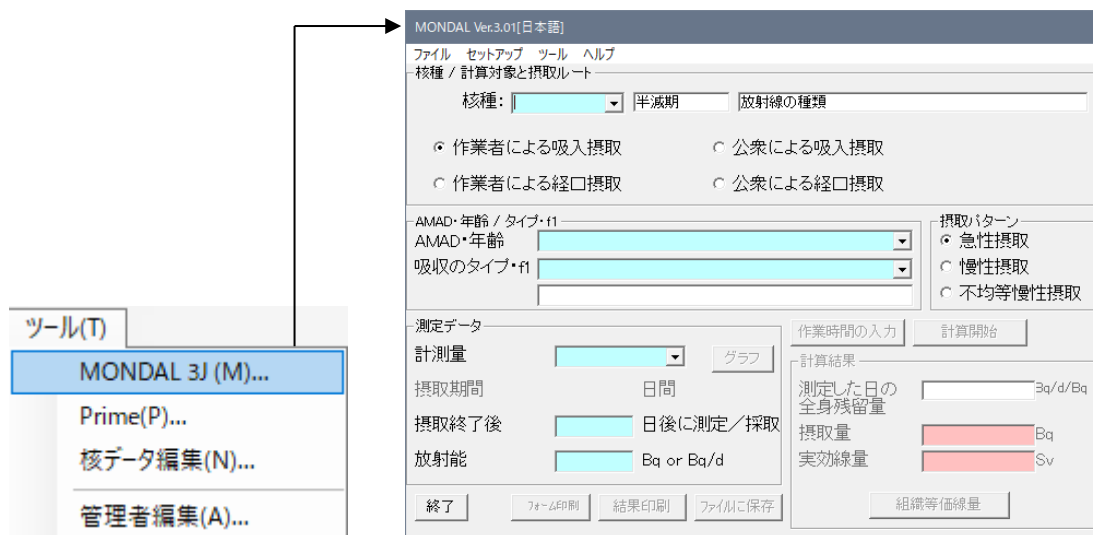 ツール(T)
MONDAL 3J (M)...
Prime(P)...
核データ編集(N)...
管理者編集(A)...
MONDAL Ver.3.01[日本語]
ファイル セットアップ ツール ヘルプ
核種 / 計算対象と摂取ルート
核種: 半減期 放射線の種類
作業者による吸入摂取 公衆による吸入摂取
作業者による経口摂取 公衆による経口摂取
AMAD・年齢 / タイプ・f1
AMAD・年齢
吸収のタイプ・f1
摂取パターン
急性摂取
慢性摂取
不均等慢性摂取
測定データ
計測量 グラフ
摂取期間 日間
摂取終了後 日後に測定／採取
放射能 Bq or Bq/d
作業時間の入力 計算開始
計算結果
測定した日の
全身残留量 Bq/d/Bq
摂取量 Bq
実効線量 Sv
組織等価線量
終了 フォーム印刷 結果印刷 ファイルに保存